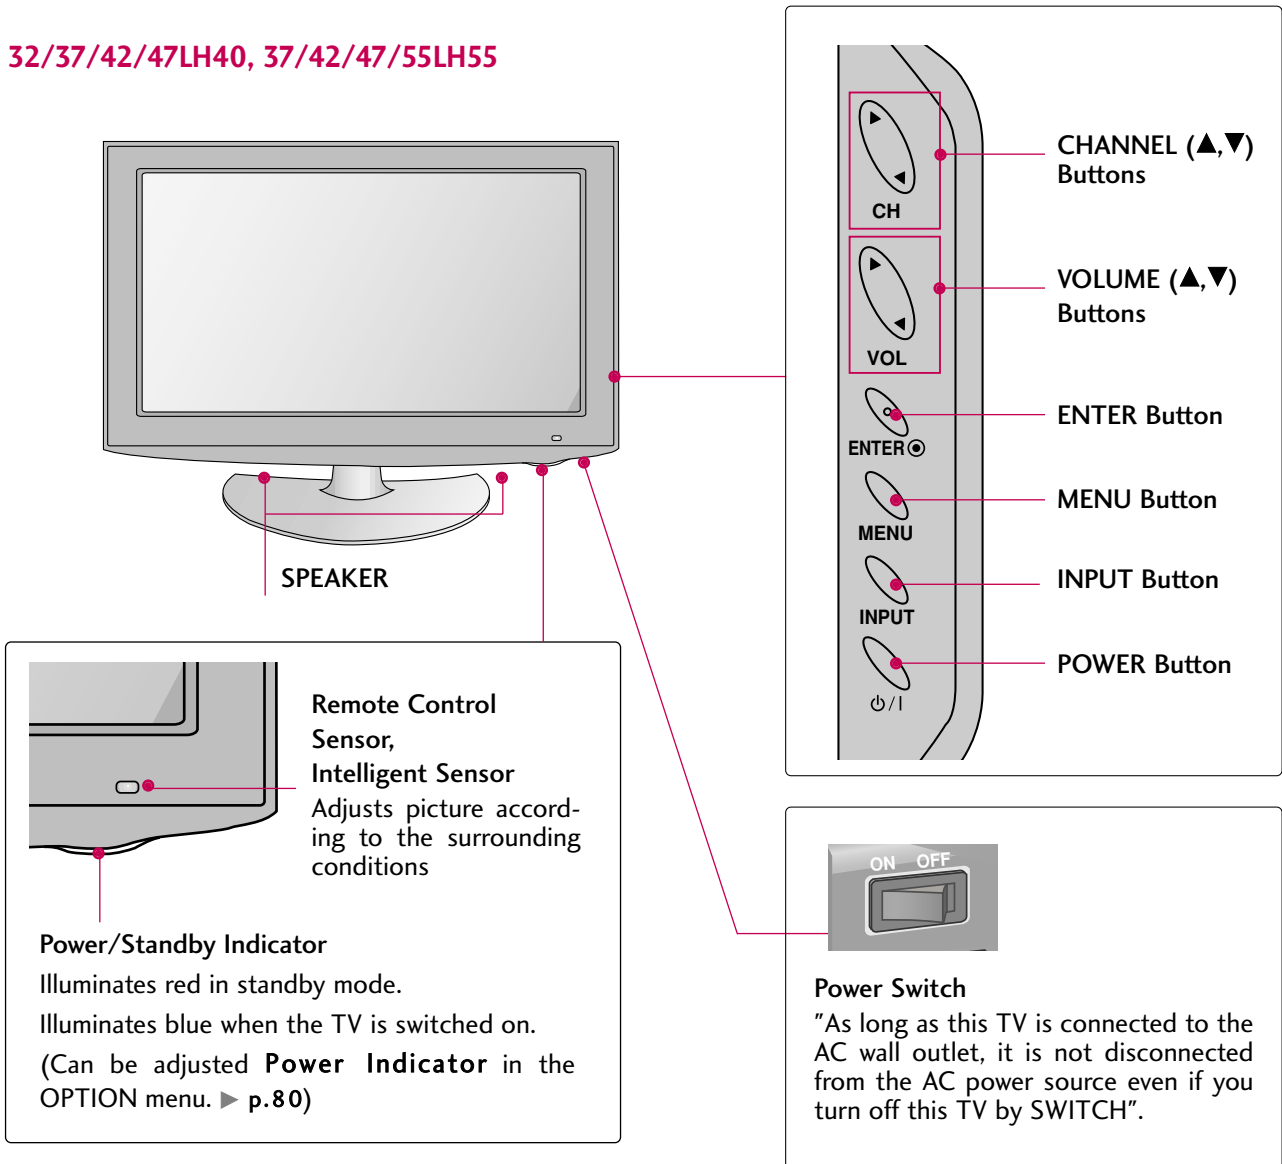 32/37/42/47LH40, 37/42/47/55LH55
SPEAKER
CH
VOL
ENTER
MENU
INPUT
⏻/I
CHANNEL (▲,▼)
Buttons
VOLUME (▲,▼)
Buttons
ENTER Button
MENU Button
INPUT Button
POWER Button
Remote Control
Sensor,
Intelligent Sensor
Adjusts picture accord-
ing to the surrounding
conditions
Power/Standby Indicator
Illuminates red in standby mode.
Illuminates blue when the TV is switched on.
(Can be adjusted Power Indicator in the
OPTION menu. ► p.80)
ON OFF
Power Switch
"As long as this TV is connected to the
AC wall outlet, it is not disconnected
from the AC power source even if you
turn off this TV by SWITCH".